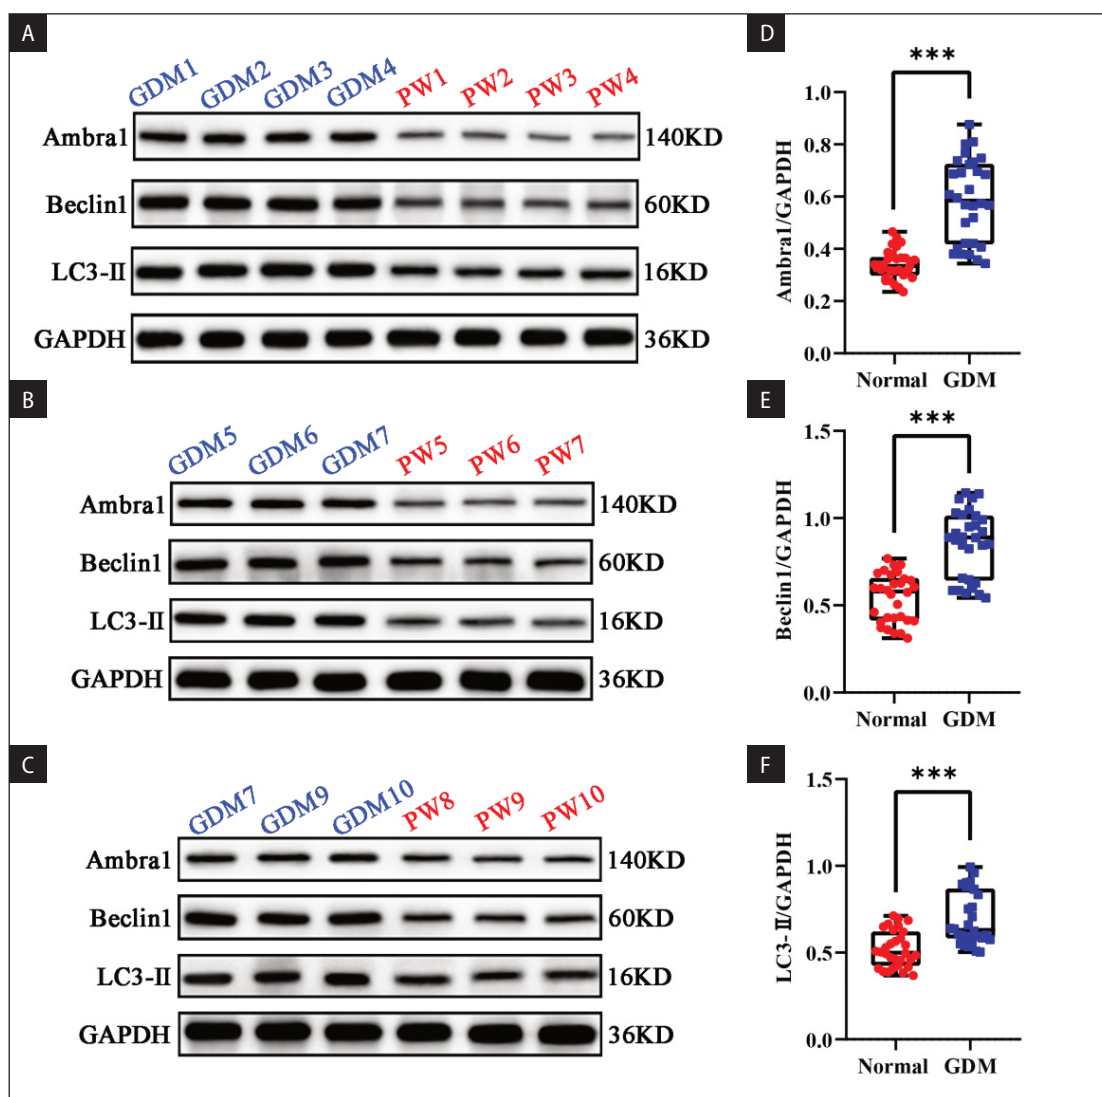 A
GDM1 GDM2 GDM3 GDM4 PW1 PW2 PW3 PW4
Ambra1 140KD
Beclin1 60KD
LC3-II 16KD
GAPDH 36KD
B
GDM5 GDM6 GDM7 PW5 PW6 PW7
Ambra1 140KD
Beclin1 60KD
LC3-II 16KD
GAPDH 36KD
C
GDM7 GDM9 GDM10 PW8 PW9 PW10
Ambra1 140KD
Beclin1 60KD
LC3-II 16KD
GAPDH 36KD
D
***
Ambra1/GAPDH
1.0
0.8
0.6
0.4
0.2
0.0
Normal GDM
E
***
Beclin1/GAPDH
1.5
1.0
0.5
0.0
Normal GDM
F
***
LC3-II/GAPDH
1.5
1.0
0.5
0.0
Normal GDM